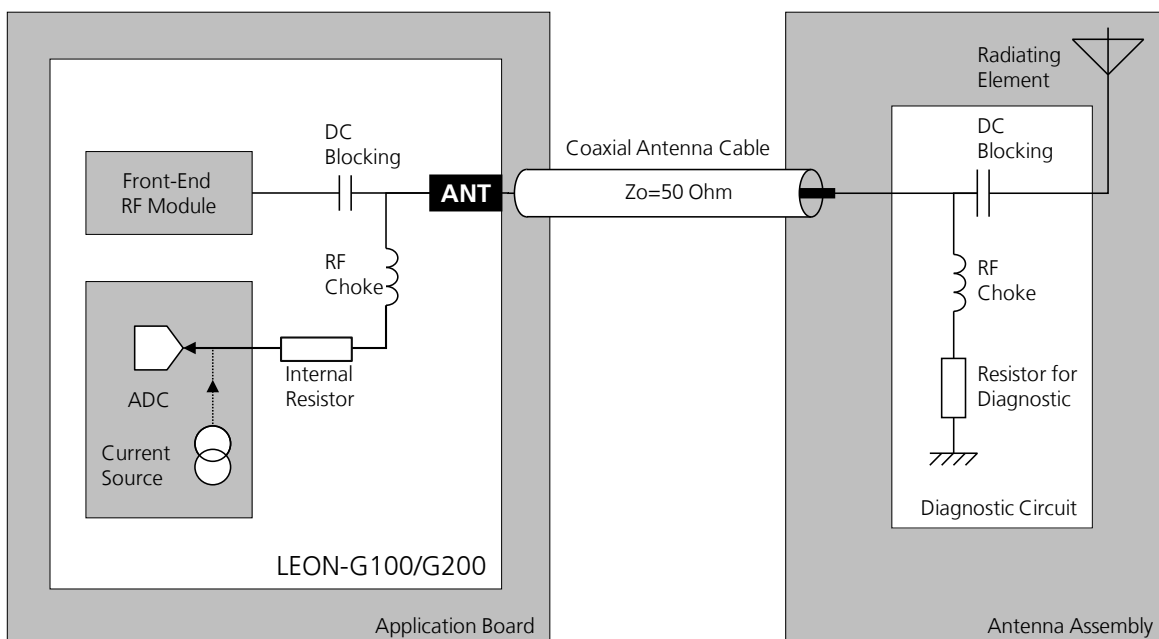 Radiating
Element
DC
Blocking
DC
Blocking
Coaxial Antenna Cable
Front-End
RF Module
ANT
Zo=50 Ohm
RF
Choke
RF
Choke
ADC
Internal
Resistor
Resistor for
Diagnostic
Current
Source
Diagnostic Circuit
LEON-G100/G200
Application Board
Antenna Assembly